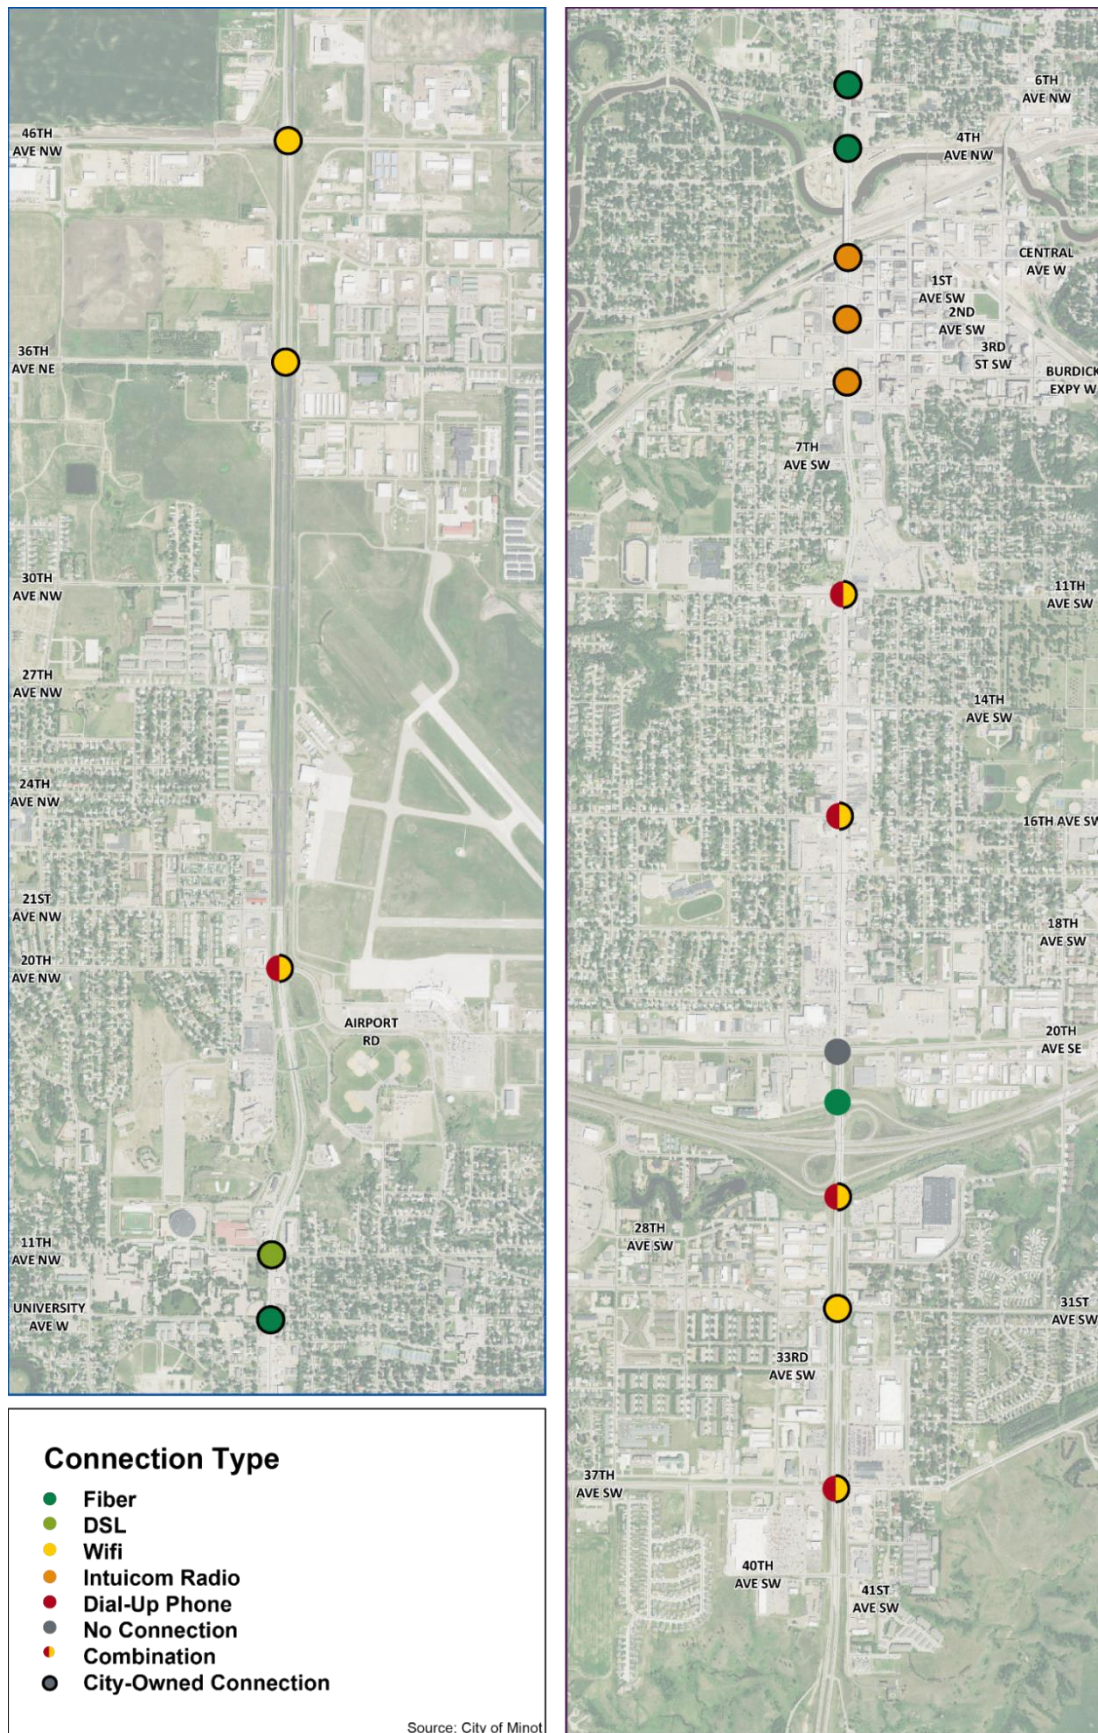 46TH
AVE NW
36TH
AVE NE
30TH
AVE NW
27TH
AVE NW
24TH
AVE NW
21ST
AVE NW
20TH
AVE NW
AIRPORT
RD
11TH
AVE NW
UNIVERSITY
AVE W
Connection Type
Fiber
DSL
Wifi
Intuicom Radio
Dial-Up Phone
No Connection
Combination
City-Owned Connection
Source: City of Minot
6TH
AVE NW
4TH
AVE NW
CENTRAL
AVE W
1ST
AVE SW
2ND
AVE SW
3RD
ST SW
BURDICK
EXPY W
7TH
AVE SW
11TH
AVE SW
14TH
AVE SW
16TH AVE SW
18TH
AVE SW
20TH
AVE SE
28TH
AVE SW
31ST
AVE SW
33RD
AVE SW
37TH
AVE SW
40TH
AVE SW
41ST
AVE SW